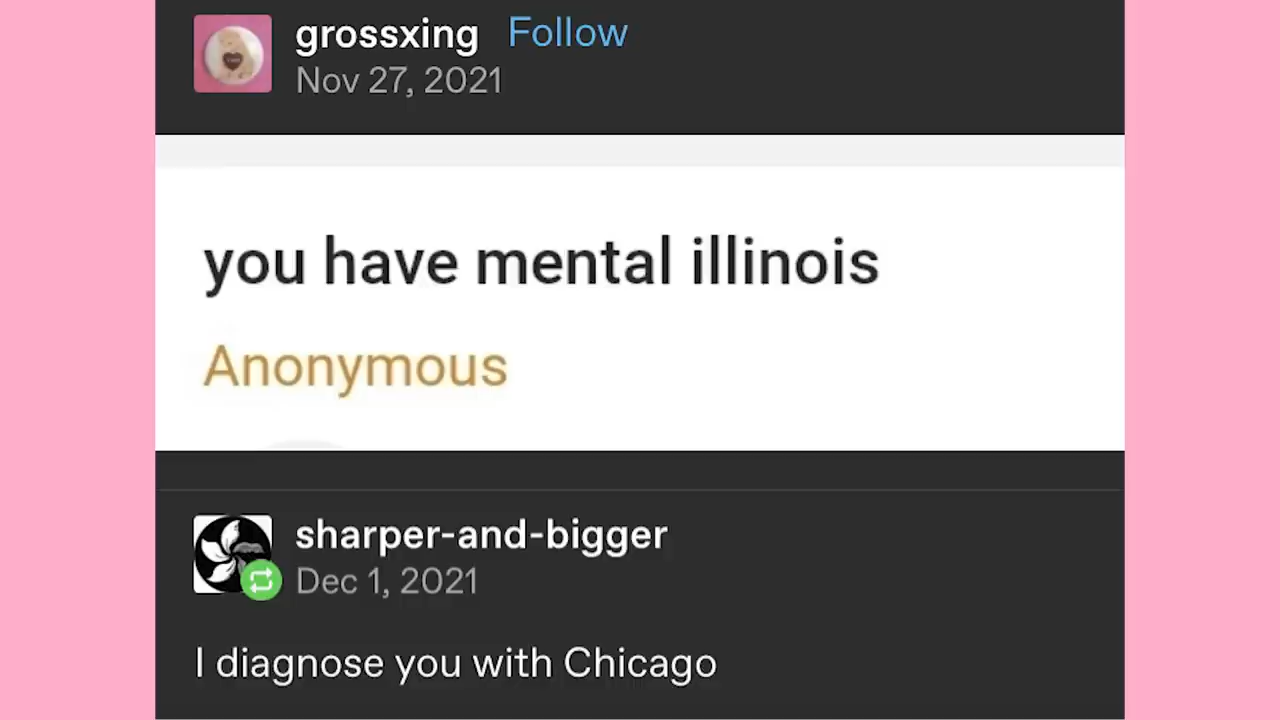 grossxing Follow
Nov 27, 2021
you have mental illinois
Anonymous
sharper-and-bigger
Dec 1, 2021
I diagnose you with Chicago